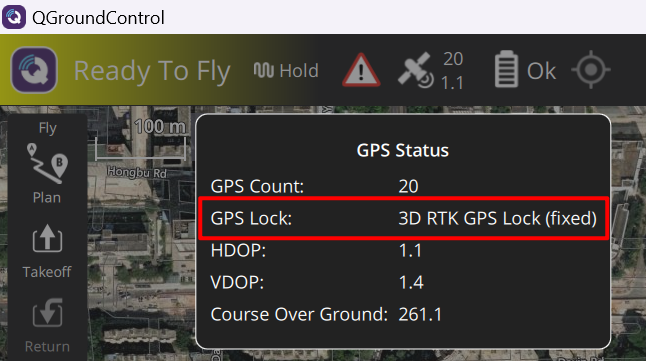 QGroundControl
Ready To Fly
Hold
20
1.1
Ok
Fly
100 m
Hongbu Rd
Plan
Takeoff
Return
GPS Status
GPS Count: 20
GPS Lock: 3D RTK GPS Lock (fixed)
HDOP: 1.1
VDOP: 1.4
Course Over Ground: 261.1